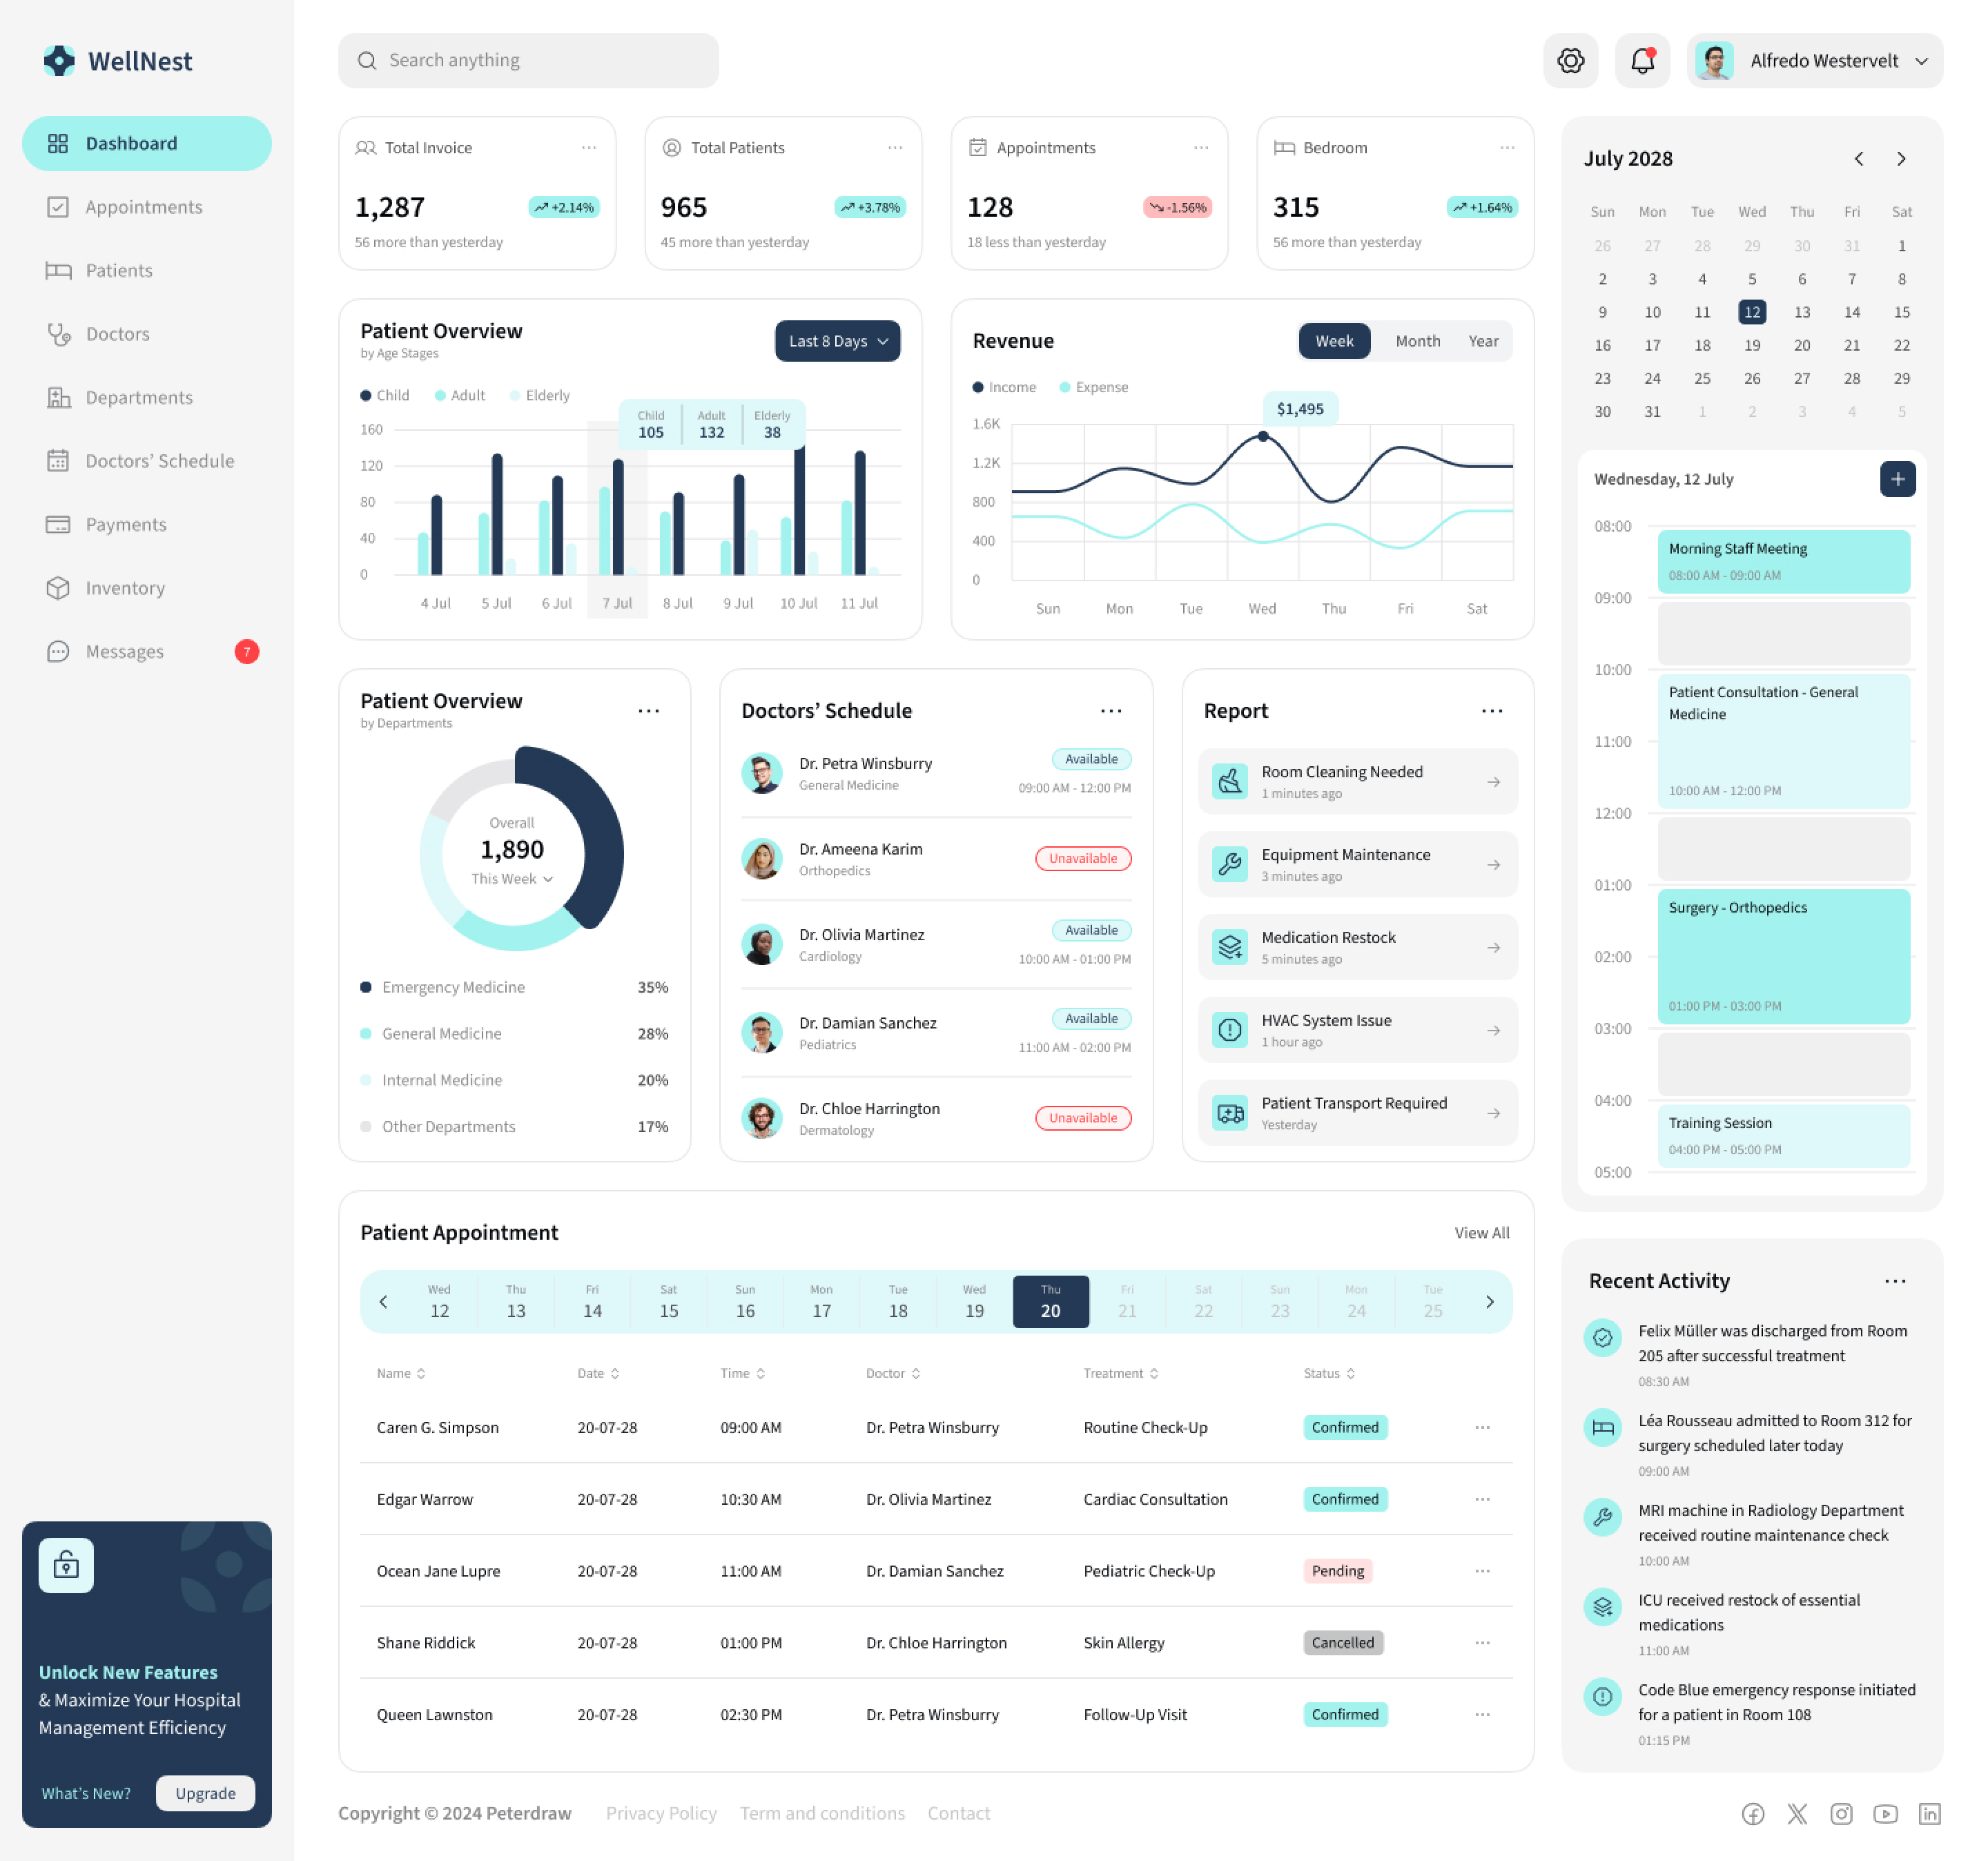 WellNest
Dashboard
Appointments
Patients
Doctors
Departments
Doctors’ Schedule
Payments
Inventory
Messages
7
Unlock New Features
& Maximize Your Hospital
Management Efficiency
What’s New?
Upgrade
Search anything
Alfredo Westervelt
Total Invoice
1,287
+2.14%
56 more than yesterday
Total Patients
965
+3.78%
45 more than yesterday
Appointments
128
-1.56%
18 less than yesterday
Bedroom
315
+1.64%
56 more than yesterday
Patient Overview
by Age Stages
Last 8 Days
Child Adult Elderly
Child Adult Elderly
105 132 38
160
120
80
40
0
4 Jul 5 Jul 6 Jul 7 Jul 8 Jul 9 Jul 10 Jul 11 Jul
Revenue
Week Month Year
Income Expense
$1,495
1.6K
1.2K
800
400
0
Sun Mon Tue Wed Thu Fri Sat
Patient Overview
by Departments
Overall
1,890
This Week
Emergency Medicine 35%
General Medicine 28%
Internal Medicine 20%
Other Departments 17%
Doctors’ Schedule
Dr. Petra Winsburry
General Medicine
Available
09:00 AM - 12:00 PM
Dr. Ameena Karim
Orthopedics
Unavailable
Dr. Olivia Martinez
Cardiology
Available
10:00 AM - 01:00 PM
Dr. Damian Sanchez
Pediatrics
Available
11:00 AM - 02:00 PM
Dr. Chloe Harrington
Dermatology
Unavailable
Report
Room Cleaning Needed
1 minutes ago
Equipment Maintenance
3 minutes ago
Medication Restock
5 minutes ago
HVAC System Issue
1 hour ago
Patient Transport Required
Yesterday
Patient Appointment
View All
Wed Thu Fri Sat Sun Mon Tue Wed Thu Fri Sat Sun Mon Tue
12 13 14 15 16 17 18 19 20 21 22 23 24 25
Name Date Time Doctor Treatment Status
Caren G. Simpson 20-07-28 09:00 AM Dr. Petra Winsburry Routine Check-Up Confirmed
Edgar Warrow 20-07-28 10:30 AM Dr. Olivia Martinez Cardiac Consultation Confirmed
Ocean Jane Lupre 20-07-28 11:00 AM Dr. Damian Sanchez Pediatric Check-Up Pending
Shane Riddick 20-07-28 01:00 PM Dr. Chloe Harrington Skin Allergy Cancelled
Queen Lawnston 20-07-28 02:30 PM Dr. Petra Winsburry Follow-Up Visit Confirmed
July 2028
Sun Mon Tue Wed Thu Fri Sat
26 27 28 29 30 31 1
2 3 4 5 6 7 8
9 10 11 12 13 14 15
16 17 18 19 20 21 22
23 24 25 26 27 28 29
30 31 1 2 3 4 5
Wednesday, 12 July
08:00
Morning Staff Meeting
08:00 AM - 09:00 AM
09:00
10:00
Patient Consultation - General
Medicine
11:00
10:00 AM - 12:00 PM
12:00
01:00
Surgery - Orthopedics
02:00
01:00 PM - 03:00 PM
03:00
04:00
Training Session
04:00 PM - 05:00 PM
05:00
Recent Activity
Felix Müller was discharged from Room
205 after successful treatment
08:30 AM
Léa Rousseau admitted to Room 312 for
surgery scheduled later today
09:00 AM
MRI machine in Radiology Department
received routine maintenance check
10:00 AM
ICU received restock of essential
medications
11:00 AM
Code Blue emergency response initiated
for a patient in Room 108
01:15 PM
Copyright © 2024 Peterdraw Privacy Policy Term and conditions Contact